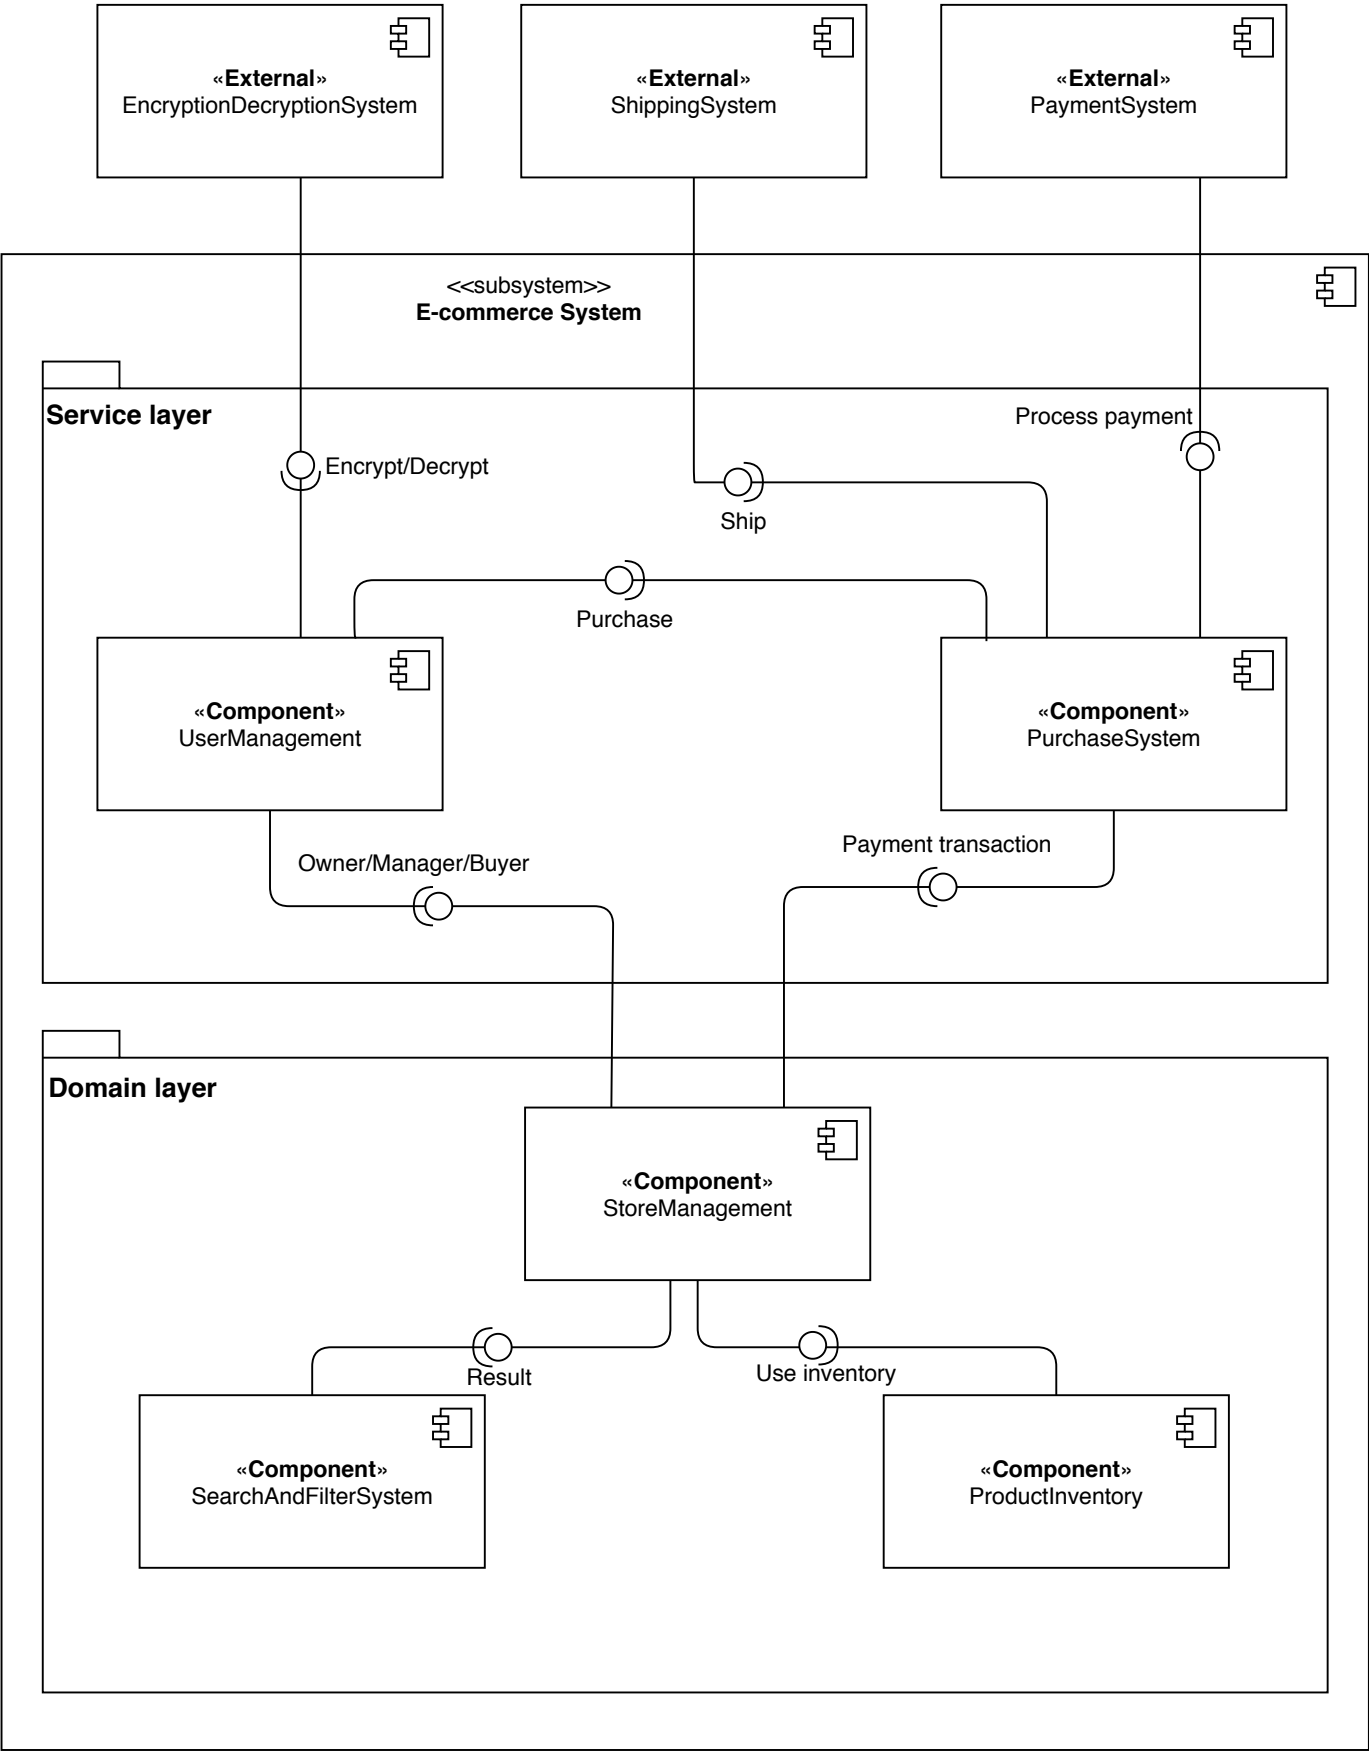 «External»
EncryptionDecryptionSystem
«External»
ShippingSystem
«External»
PaymentSystem
<<subsystem>>
E-commerce System
Service layer
Process payment
Encrypt/Decrypt
Ship
Purchase
«Component»
UserManagement
«Component»
PurchaseSystem
Payment transaction
Owner/Manager/Buyer
Domain layer
«Component»
StoreManagement
Result
Use inventory
«Component»
SearchAndFilterSystem
«Component»
ProductInventory